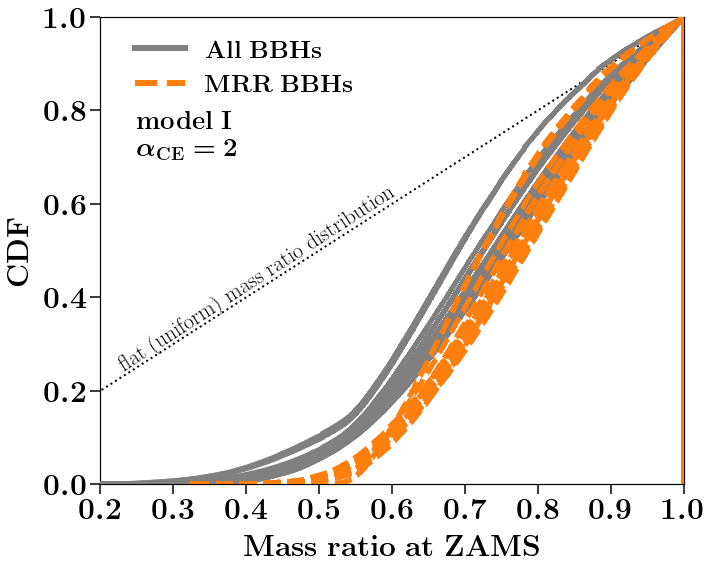 1.0
0.8
0.6
0.4
0.2
0.0
CDF
All BBHs
MRR BBHs
model I
α_CE = 2
flat (uniform) mass ratio distribution
0.2 0.3 0.4 0.5 0.6 0.7 0.8 0.9 1.0
Mass ratio at ZAMS